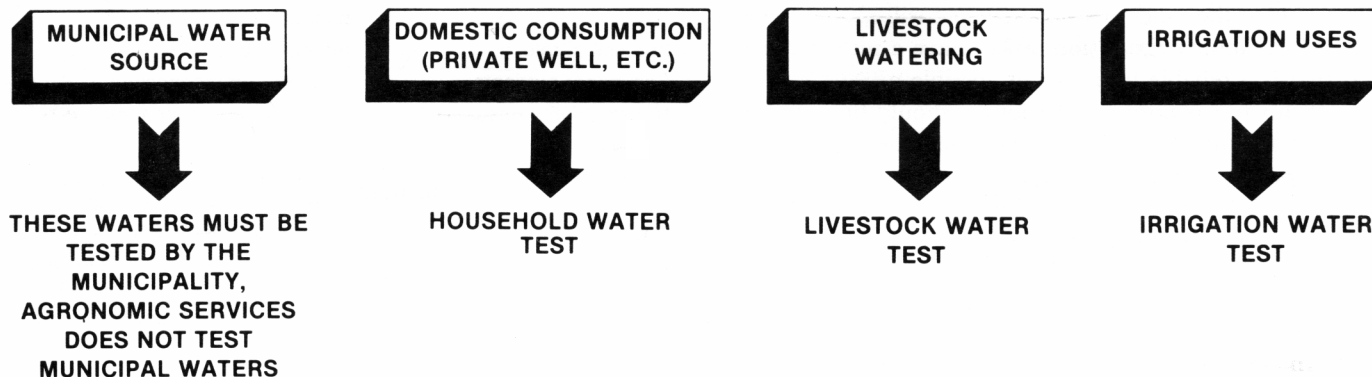 MUNICIPAL WATER
SOURCE
THESE WATERS MUST BE
TESTED BY THE
MUNICIPALITY,
AGRONOMIC SERVICES
DOES NOT TEST
MUNICIPAL WATERS
DOMESTIC CONSUMPTION
(PRIVATE WELL, ETC.)
HOUSEHOLD WATER
TEST
LIVESTOCK
WATERING
LIVESTOCK WATER
TEST
IRRIGATION USES
IRRIGATION WATER
TEST